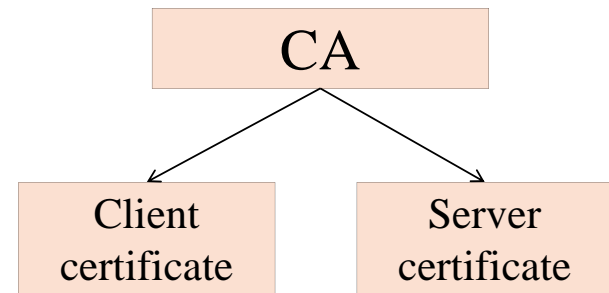 CA
Client
certificate
Server
certificate